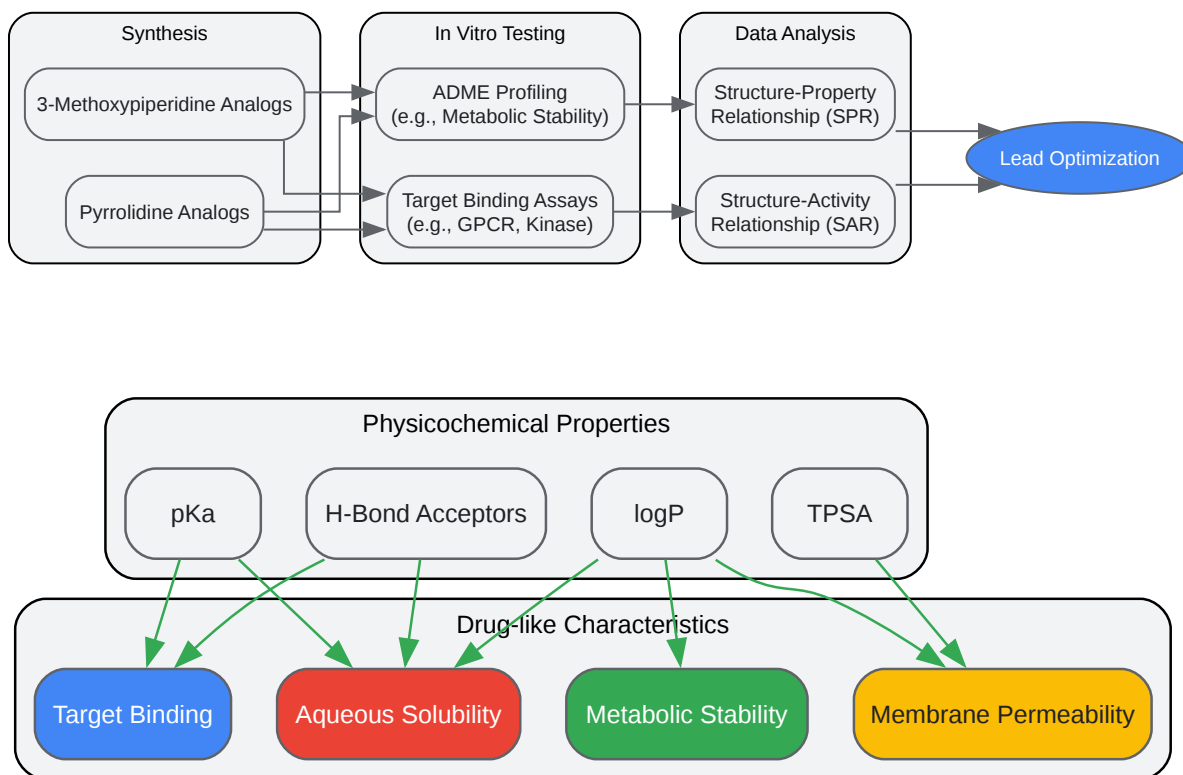 Synthesis
In Vitro Testing
Data Analysis
3-Methoxypiperidine Analogs
ADME Profiling
(e.g., Metabolic Stability)
Structure-Property
Relationship (SPR)
Lead Optimization
Pyrrolidine Analogs
Target Binding Assays
(e.g., GPCR, Kinase)
Structure-Activity
Relationship (SAR)
Physicochemical Properties
pKa
H-Bond Acceptors
logP
TPSA
Drug-like Characteristics
Target Binding
Aqueous Solubility
Metabolic Stability
Membrane Permeability